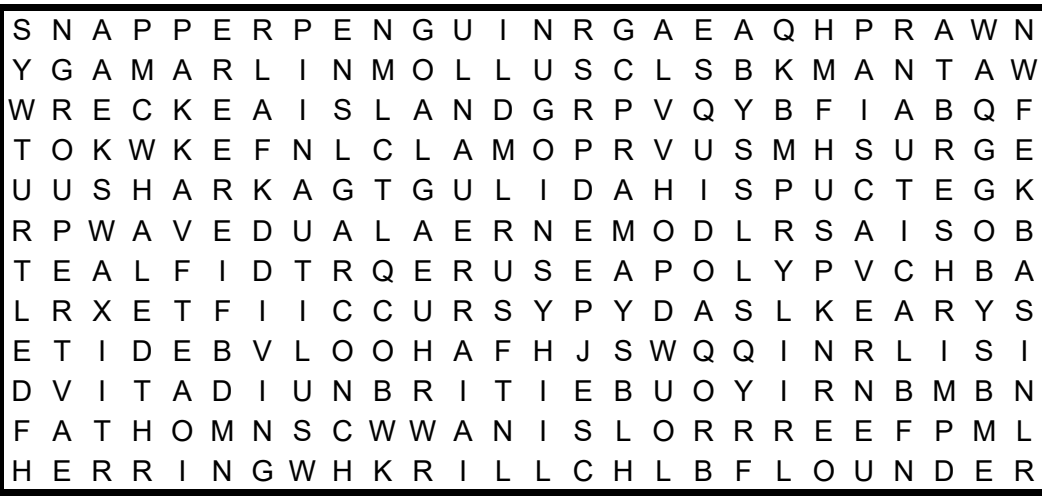 S N A P P E R P E N G U I N R G A E A Q H P R A W N
Y G A M A R L I N M O L L U S C L S B K M A N T A W
W R E C K E A I S L A N D G R P V Q Y B F I A B Q F
T O K W K E F N L C L A M O P R V U S M H S U R G E
U U S H A R K A G T G U L I D A H I S P U C T E G K
R P W A V E D U A L A E R N E M O D L R S A I S O B
T E A L F I D T R Q E R U S E A P O L Y P V C H B A
L R X E T F I I C C U R S Y P Y D A S L K E A R Y S
E T I D E B V L O O H A F H J S W Q Q I N R L I S I
D V I T A D I U N B R I T I E B U O Y I R N B M B N
F A T H O M N S C W W A N I S L O R R R E E F P M L
H E R R I N G W H K R I L L C H L B F L O U N D E R